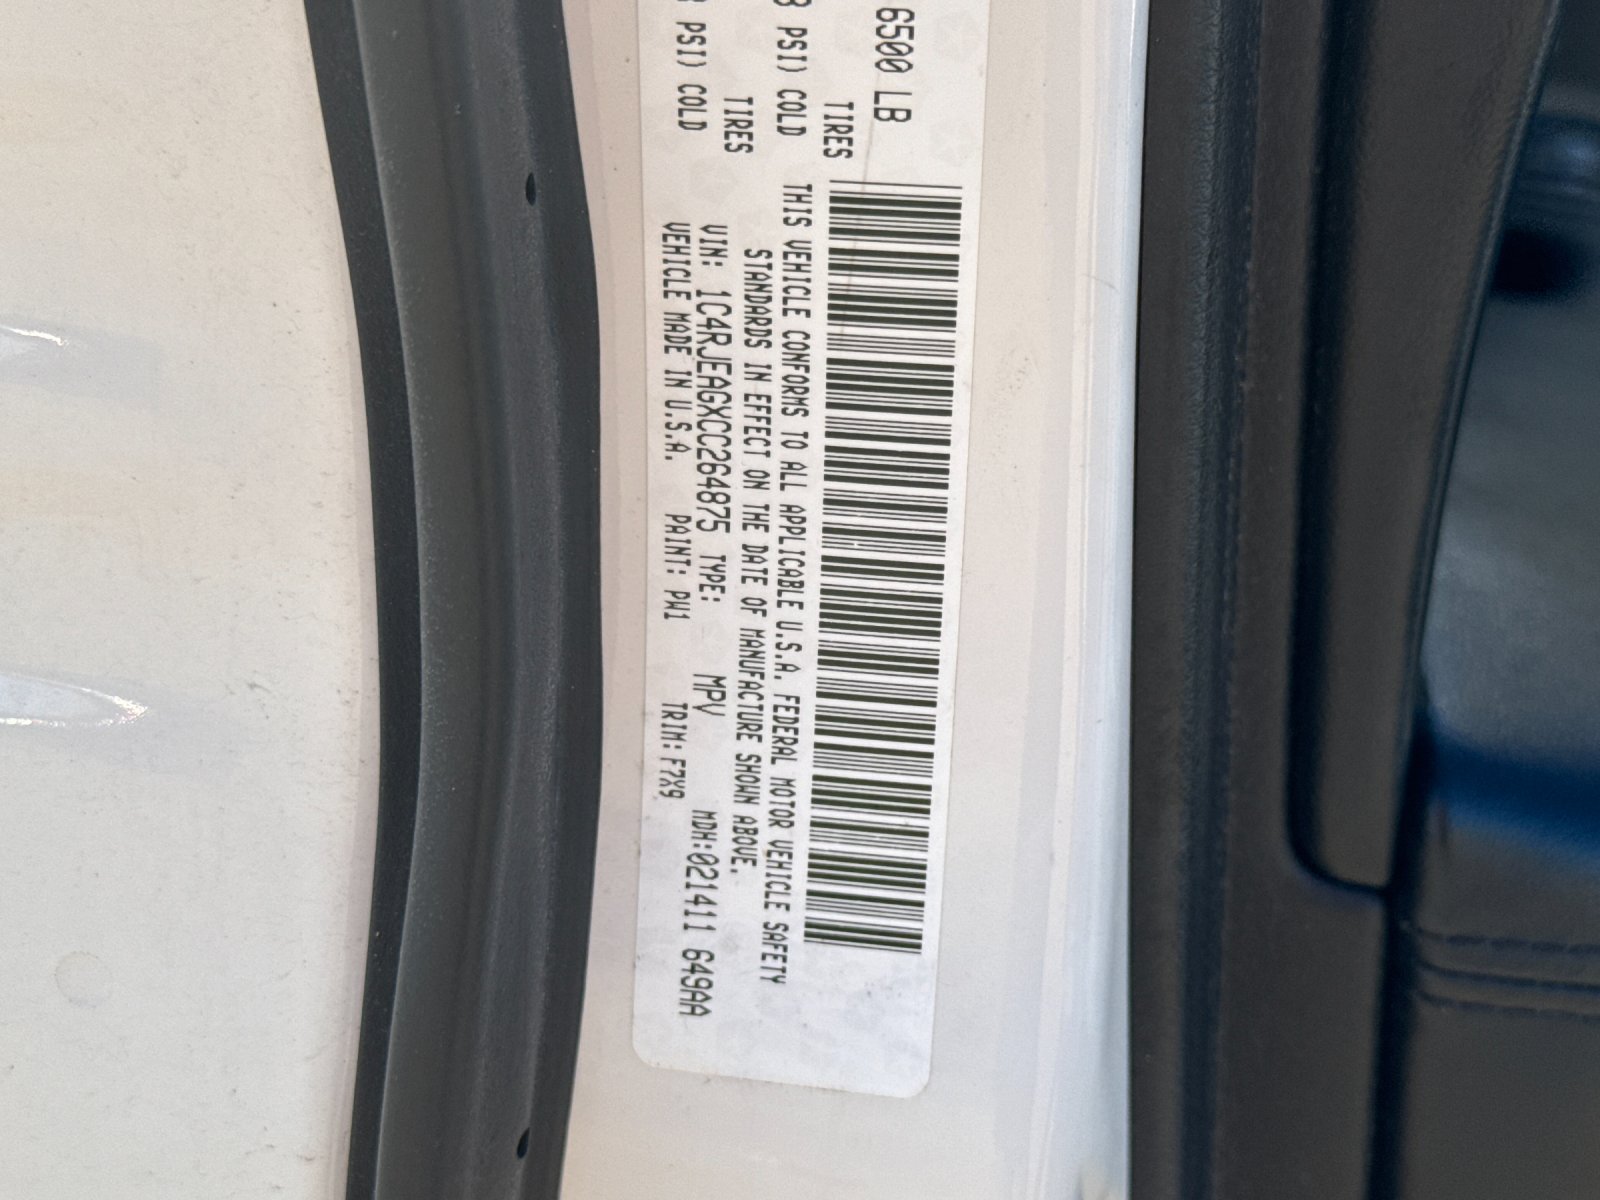 6500 LB
TIRES
8 PSI) COLD
TIRES
PSI) COLD
THIS VEHICLE CONFORMS TO ALL APPLICABLE U.S.A. FEDERAL MOTOR VEHICLE SAFETY
STANDARDS IN EFFECT ON THE DATE OF MANUFACTURE SHOWN ABOVE.
VIN: 1C4RJEAGXCC264875 TYPE: MPV MDH:021411 649AA
VEHICLE MADE IN U.S.A. PAINT: PW1 TRIM: F7X9